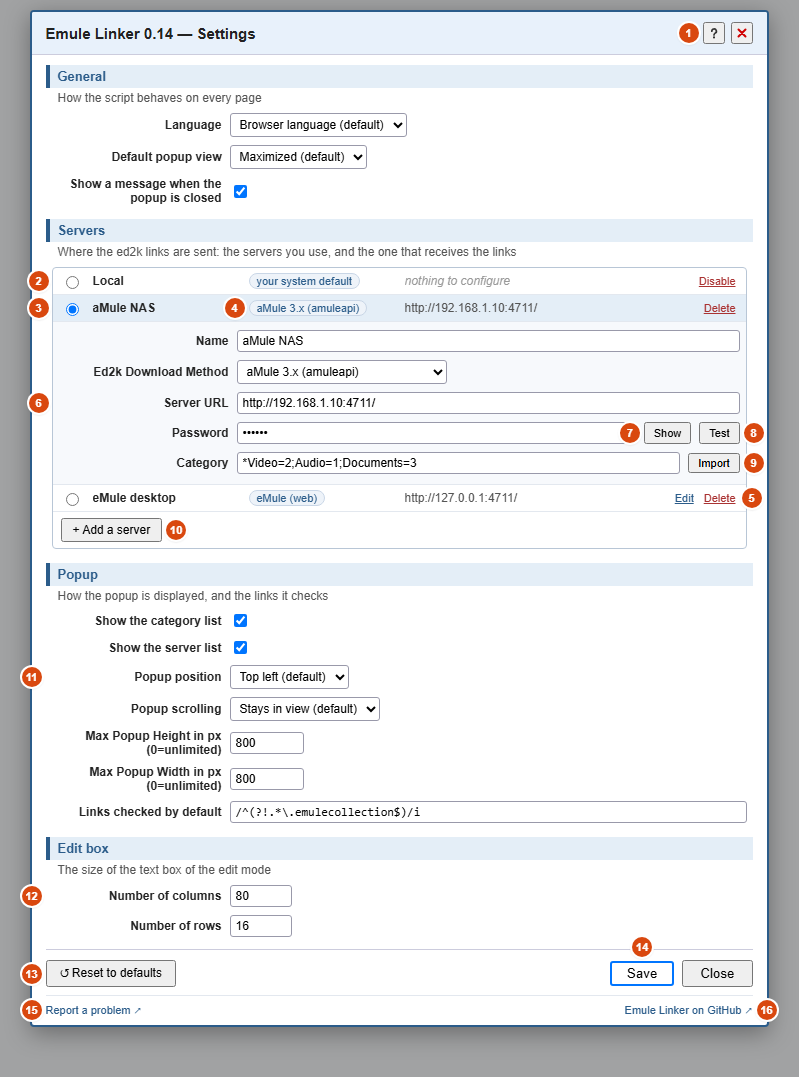 Emule Linker 0.14 — Settings 1 ? ✕
General
How the script behaves on every page
Language Browser language (default)
Default popup view Maximized (default)
Show a message when the
popup is closed
Servers
Where the ed2k links are sent: the servers you use, and the one that receives the links
2 Local your system default nothing to configure Disable
3 aMule NAS 4 aMule 3.x (amuleapi) http://192.168.1.10:4711/ Delete
Name aMule NAS
Ed2k Download Method aMule 3.x (amuleapi)
6 Server URL http://192.168.1.10:4711/
Password •••••• 7 Show Test 8
Category *Video=2;Audio=1;Documents=3 Import 9
eMule desktop eMule (web) http://127.0.0.1:4711/ Edit Delete 5
+ Add a server 10
Popup
How the popup is displayed, and the links it checks
Show the category list
Show the server list
11 Popup position Top left (default)
Popup scrolling Stays in view (default)
Max Popup Height in px
(0=unlimited) 800
Max Popup Width in px
(0=unlimited) 800
Links checked by default /^(?!.*\.emulecollection$)/i
Edit box
The size of the text box of the edit mode
12 Number of columns 80
Number of rows 16
14
13 ↺ Reset to defaults Save Close
15 Report a problem ↗ Emule Linker on GitHub ↗ 16